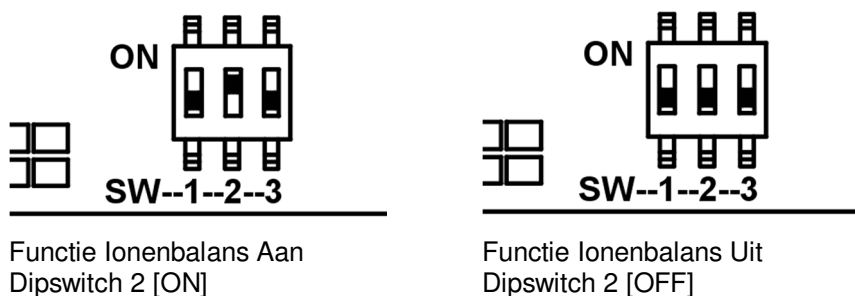 ON
SW--1--2--3
Functie Ionenbalans Aan
Dipswitch 2 [ON]
ON
SW--1--2--3
Functie Ionenbalans Uit
Dipswitch 2 [OFF]